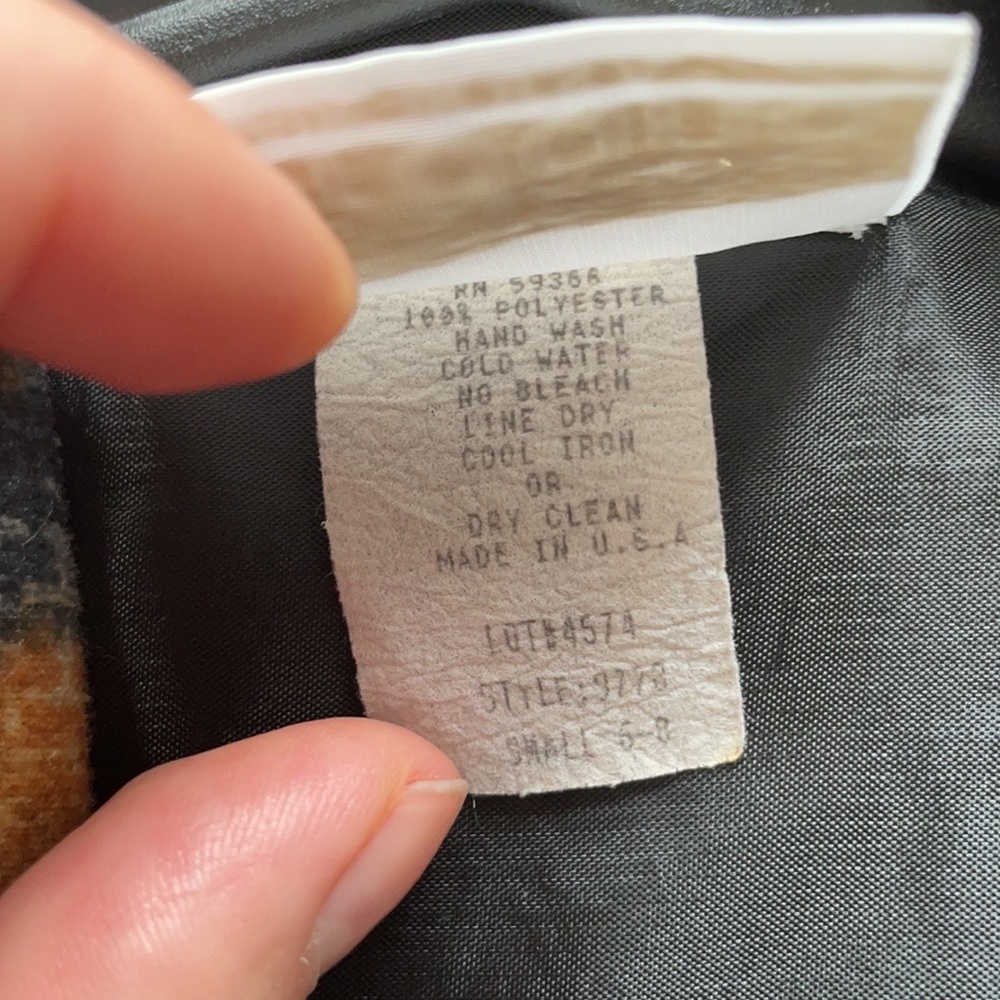 RN 59366
100% POLYESTER
HAND WASH
COLD WATER
NO BLEACH
LINE DRY
COOL IRON
OR
DRY CLEAN
MADE IN U.S.A
LOT#4574
STYLE:
SMALL 6-8